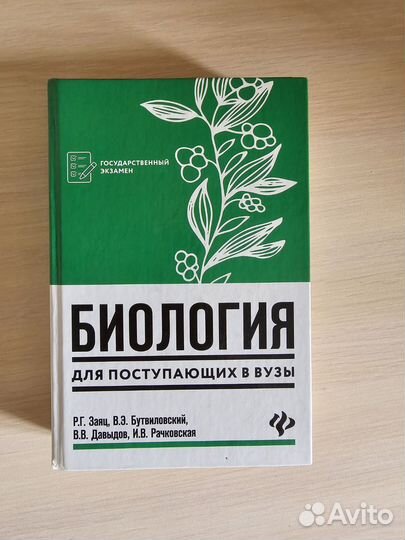 ГОСУДАРСТВЕННЫЙ
ЭКЗАМЕН
БИОЛОГИЯ
ДЛЯ ПОСТУПАЮЩИХ В ВУЗЫ
Р.Г. Заяц, В.Э. Бутвиловский,
В.В. Давыдов, И.В. Рачковская
Avito